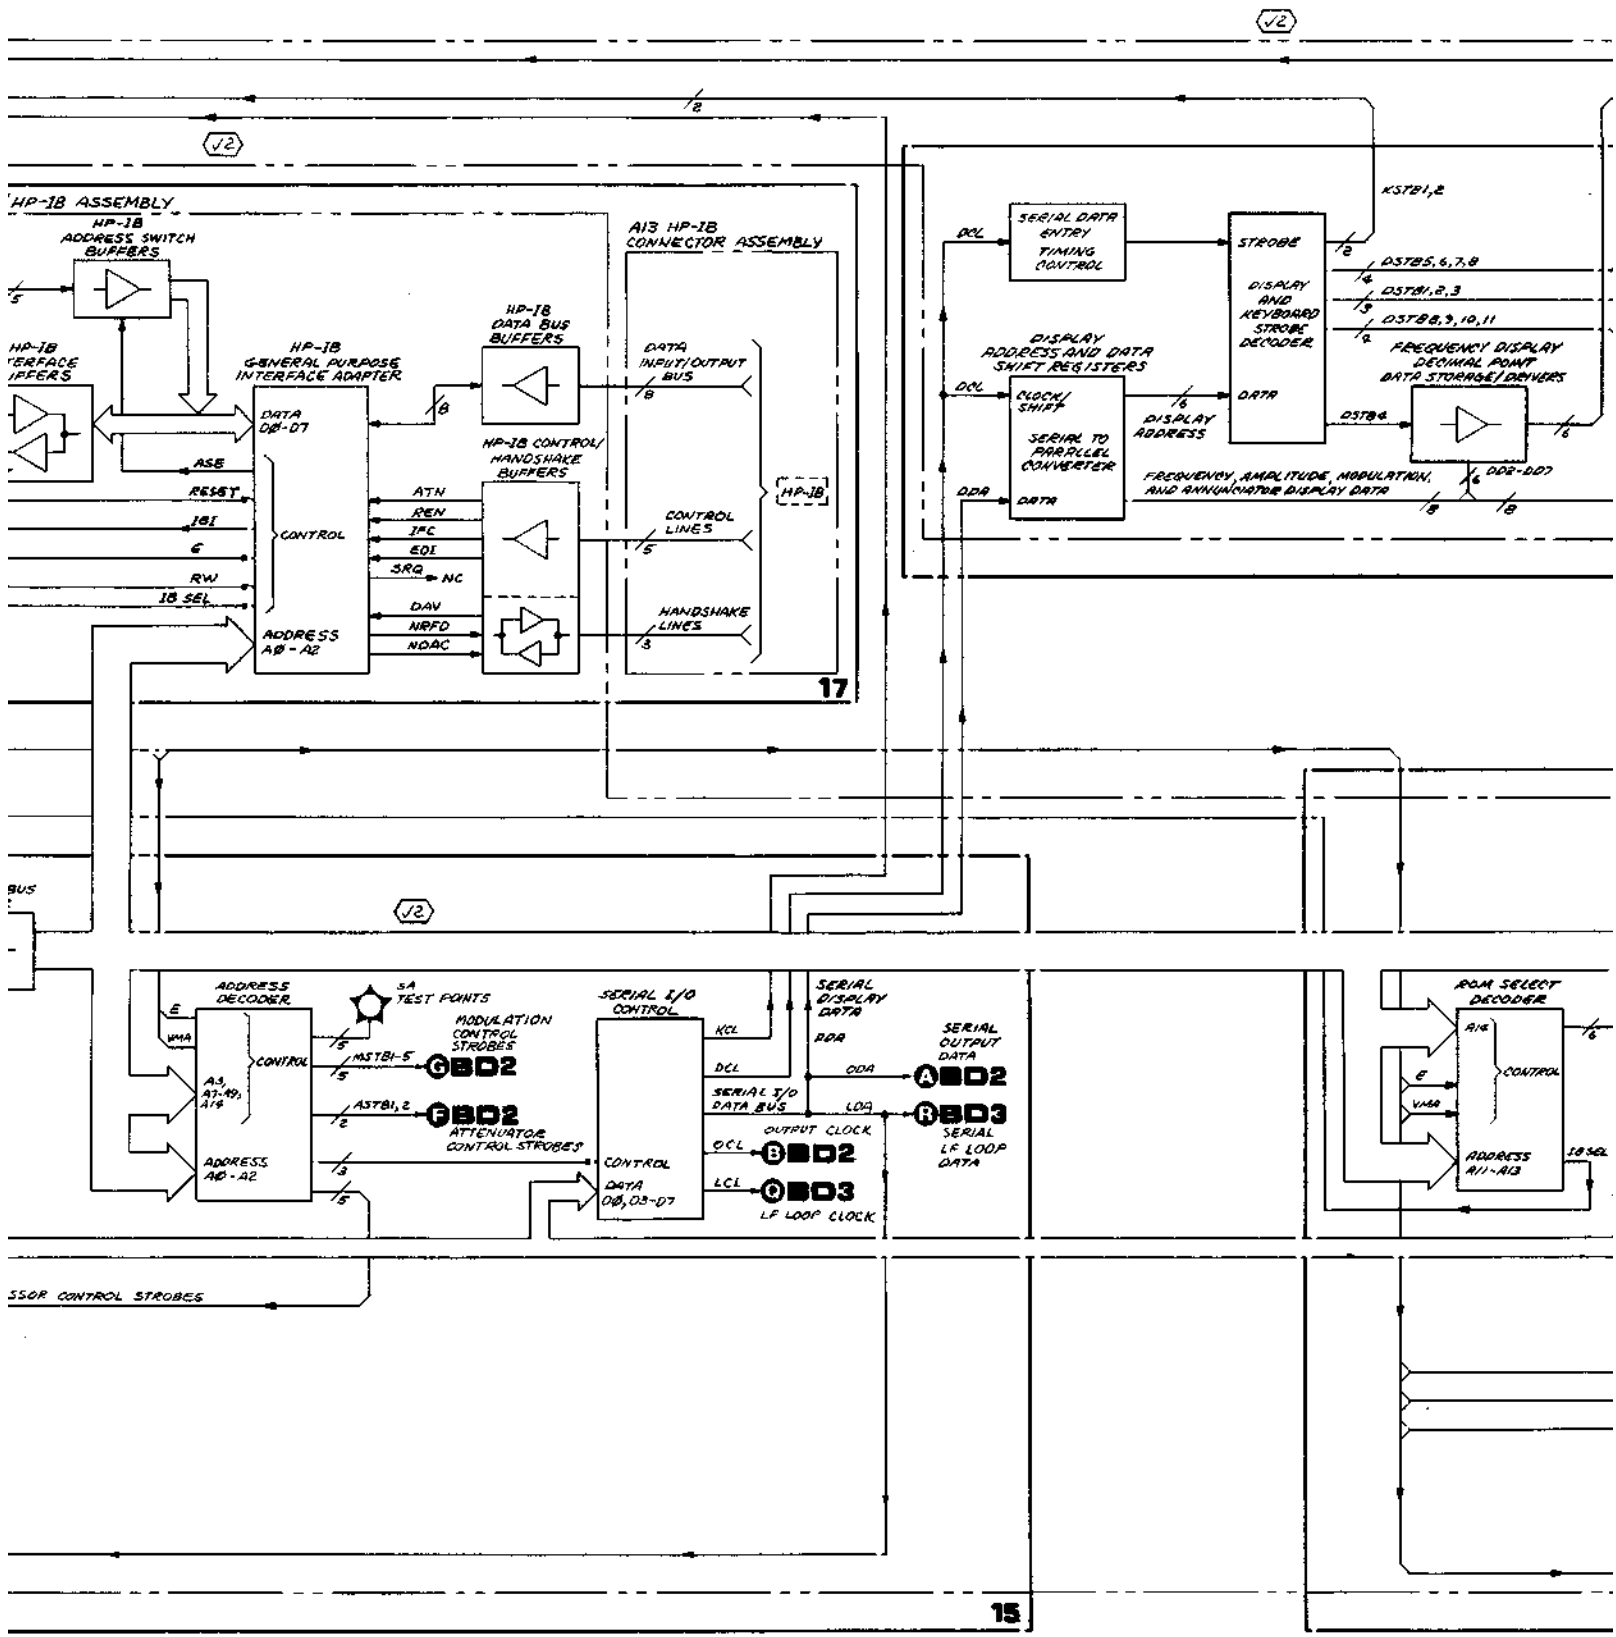 √2
2
√2
KSTB1,2
HP-IB ASSEMBLY
HP-IB
ADDRESS SWITCH
BUFFERS
5
A13 HP-IB
CONNECTOR ASSEMBLY
SERIAL DATA
ENTRY
TIMING
CONTROL
DCL
STROBE
2
DSTB5,6,7,8
4
DISPLAY
AND
KEYBOARD
STROBE
DECODER
DSTB1,2,3
3
DSTB8,9,10,11
HP-IB
DATA BUS
BUFFERS
HP-IB
GENERAL PURPOSE
INTERFACE ADAPTER
DATA
INPUT/OUTPUT
BUS
8
8
DISPLAY
ADDRESS AND DATA
SHIFT REGISTERS
FREQUENCY DISPLAY
DECIMAL POINT
DATA STORAGE/DRIVERS
DCL
CLOCK/
SHIFT
6
DISPLAY
ADDRESS
DATA
DSTB4
6
DATA
DØ-D7
SERIAL TO
PARALLEL
CONVERTER
DDA
DATA
FREQUENCY, AMPLITUDE, MODULATION,
AND ANNUNCIATOR DISPLAY DATA
6
DD2-DD7
8
8
HP-IB CONTROL/
HANDSHAKE
BUFFERS
ASE
RESET
IBI
G
RW
IB SEL
CONTROL
ATN
REN
IFC
EOI
SRQ
NC
DAV
NRFD
NDAC
CONTROL
LINES
5
HP-IB
HANDSHAKE
LINES
3
ADDRESS
AØ-A2
17
BUS
√2
ADDRESS
DECODER
E
VMA
A3,
A7-A9,
A14
CONTROL
ADDRESS
AØ-A2
5
SA
TEST POINTS
MODULATION
CONTROL
STROBES
MSTB1-5
5
G BD2
ASTB1,2
2
F BD2
ATTENUATOR
CONTROL STROBES
3
5
SERIAL I/O
CONTROL
KCL
DCL
SERIAL I/O
DATA BUS
OCL
LCL
CONTROL
DATA
DØ, D3-D7
SERIAL
DISPLAY
DATA
DDA
ODA
SERIAL
OUTPUT
DATA
A BD2
LDA
R BD3
SERIAL
LF LOOP
DATA
OUTPUT CLOCK
B BD2
Q BD3
LF LOOP CLOCK
ROM SELECT
DECODER
A14
E
VMA
CONTROL
6
ADDRESS
A11-A13
IB SEL
SSOR CONTROL STROBES
15